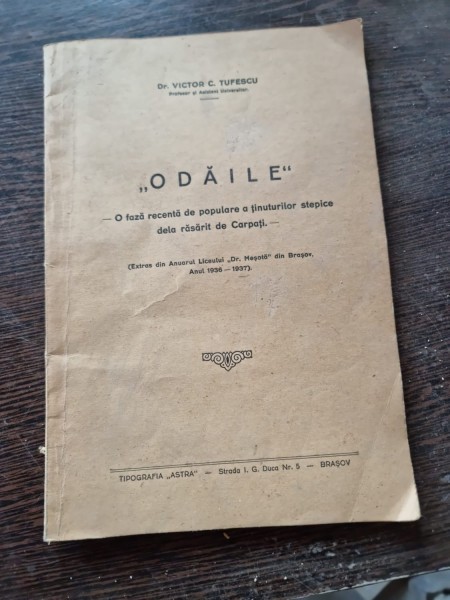 Dr. VICTOR C. TUFESCU
Profesor și Asistent Universitar.
„ODĂILE“
— O fază recentă de populare a ținuturilor stepice
dela răsărit de Carpați. —
(Extras din Anuarul Liceului „Dr. Meșotă“ din Brașov,
Anul 1936 — 1937).
TIPOGRAFIA „ASTRA“ — Strada I. G. Duca Nr. 5 — BRAȘOV